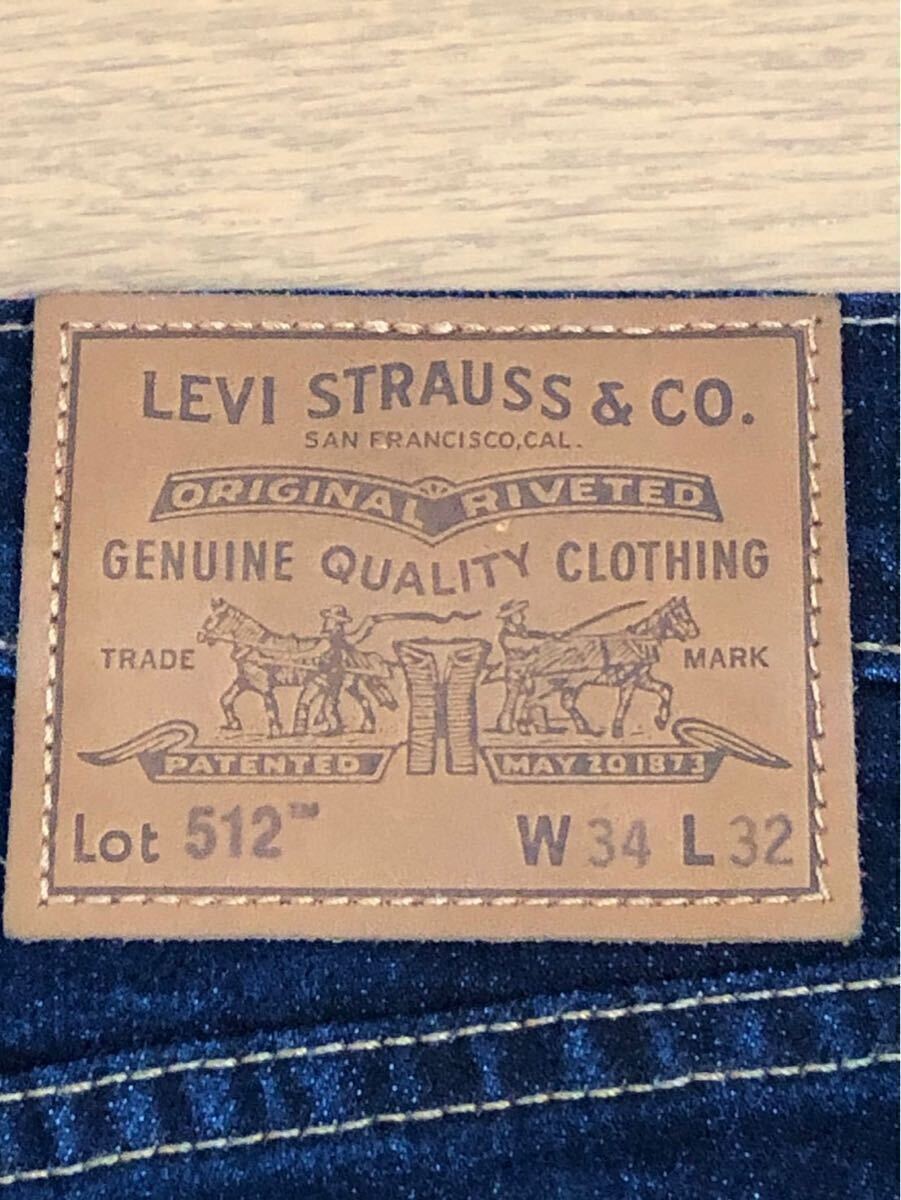 LEVI STRAUSS & CO.
SAN FRANCISCO, CAL.
ORIGINAL RIVETED
GENUINE QUALITY CLOTHING
TRADE MARK
PATENTED MAY 20 1873
Lot 512™ W 34 L 32